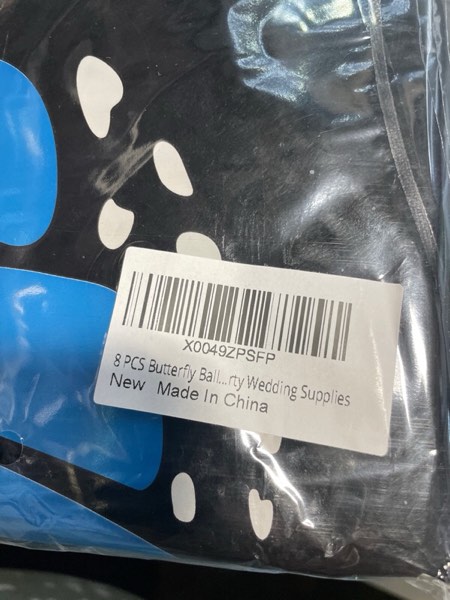 X0049ZPSFP
8 PCS Butterfly Ball...rty Wedding Supplies
New Made In China